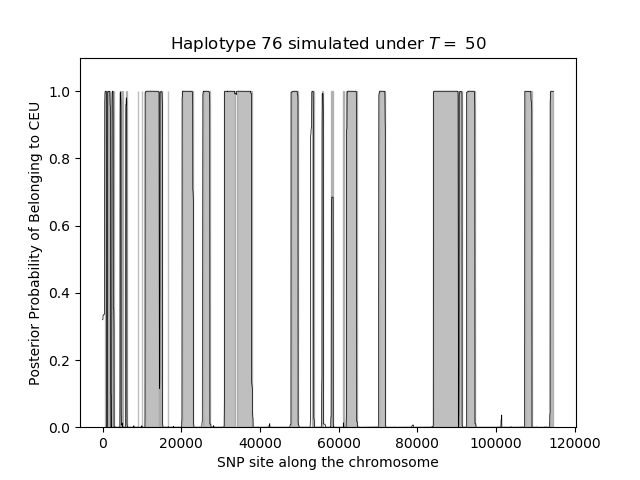 Haplotype 76 simulated under T = 50
Posterior Probability of Belonging to CEU
1.0
0.8
0.6
0.4
0.2
0.0
0 20000 40000 60000 80000 100000 120000
SNP site along the chromosome